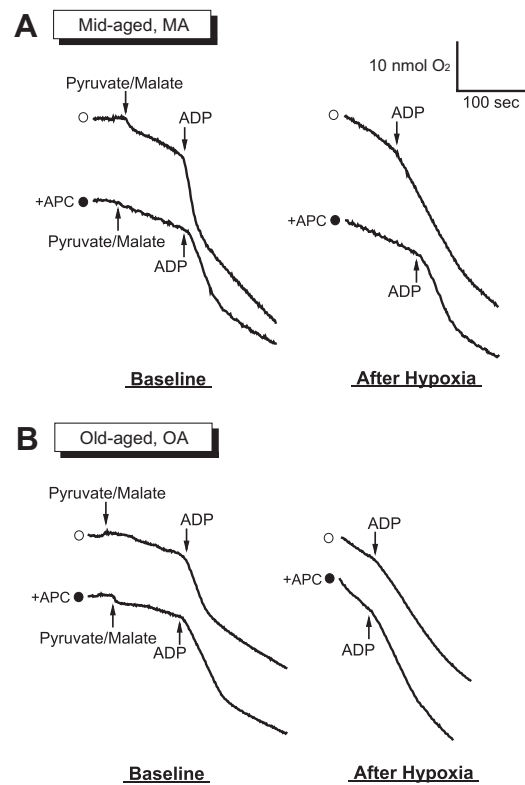 A
Mid-aged, MA
Pyruvate/Malate
ADP
+APC
Pyruvate/Malate
ADP
Baseline
10 nmol O₂
100 sec
ADP
+APC
ADP
After Hypoxia
B
Old-aged, OA
Pyruvate/Malate
ADP
+APC
Pyruvate/Malate
ADP
Baseline
ADP
+APC
ADP
After Hypoxia